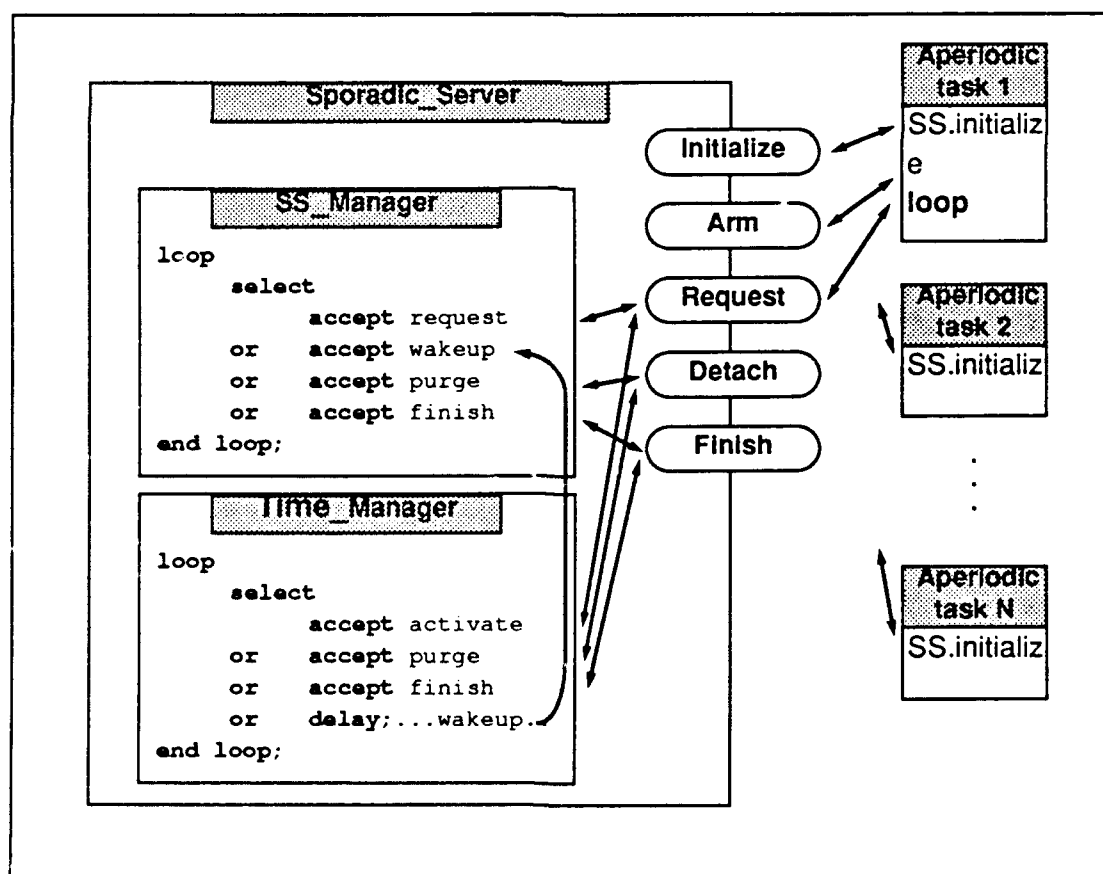 Sporadic_Server
SS_Manager
loop
select
accept request
or accept wakeup
or accept purge
or accept finish
end loop;
Time_Manager
loop
select
accept activate
or accept purge
or accept finish
or delay;...wakeup..
end loop;
Initialize
Arm
Request
Detach
Finish
Aperiodic
task 1
SS.initializ
e
loop
Aperiodic
task 2
SS.initializ
.
.
.
Aperiodic
task N
SS.initializ